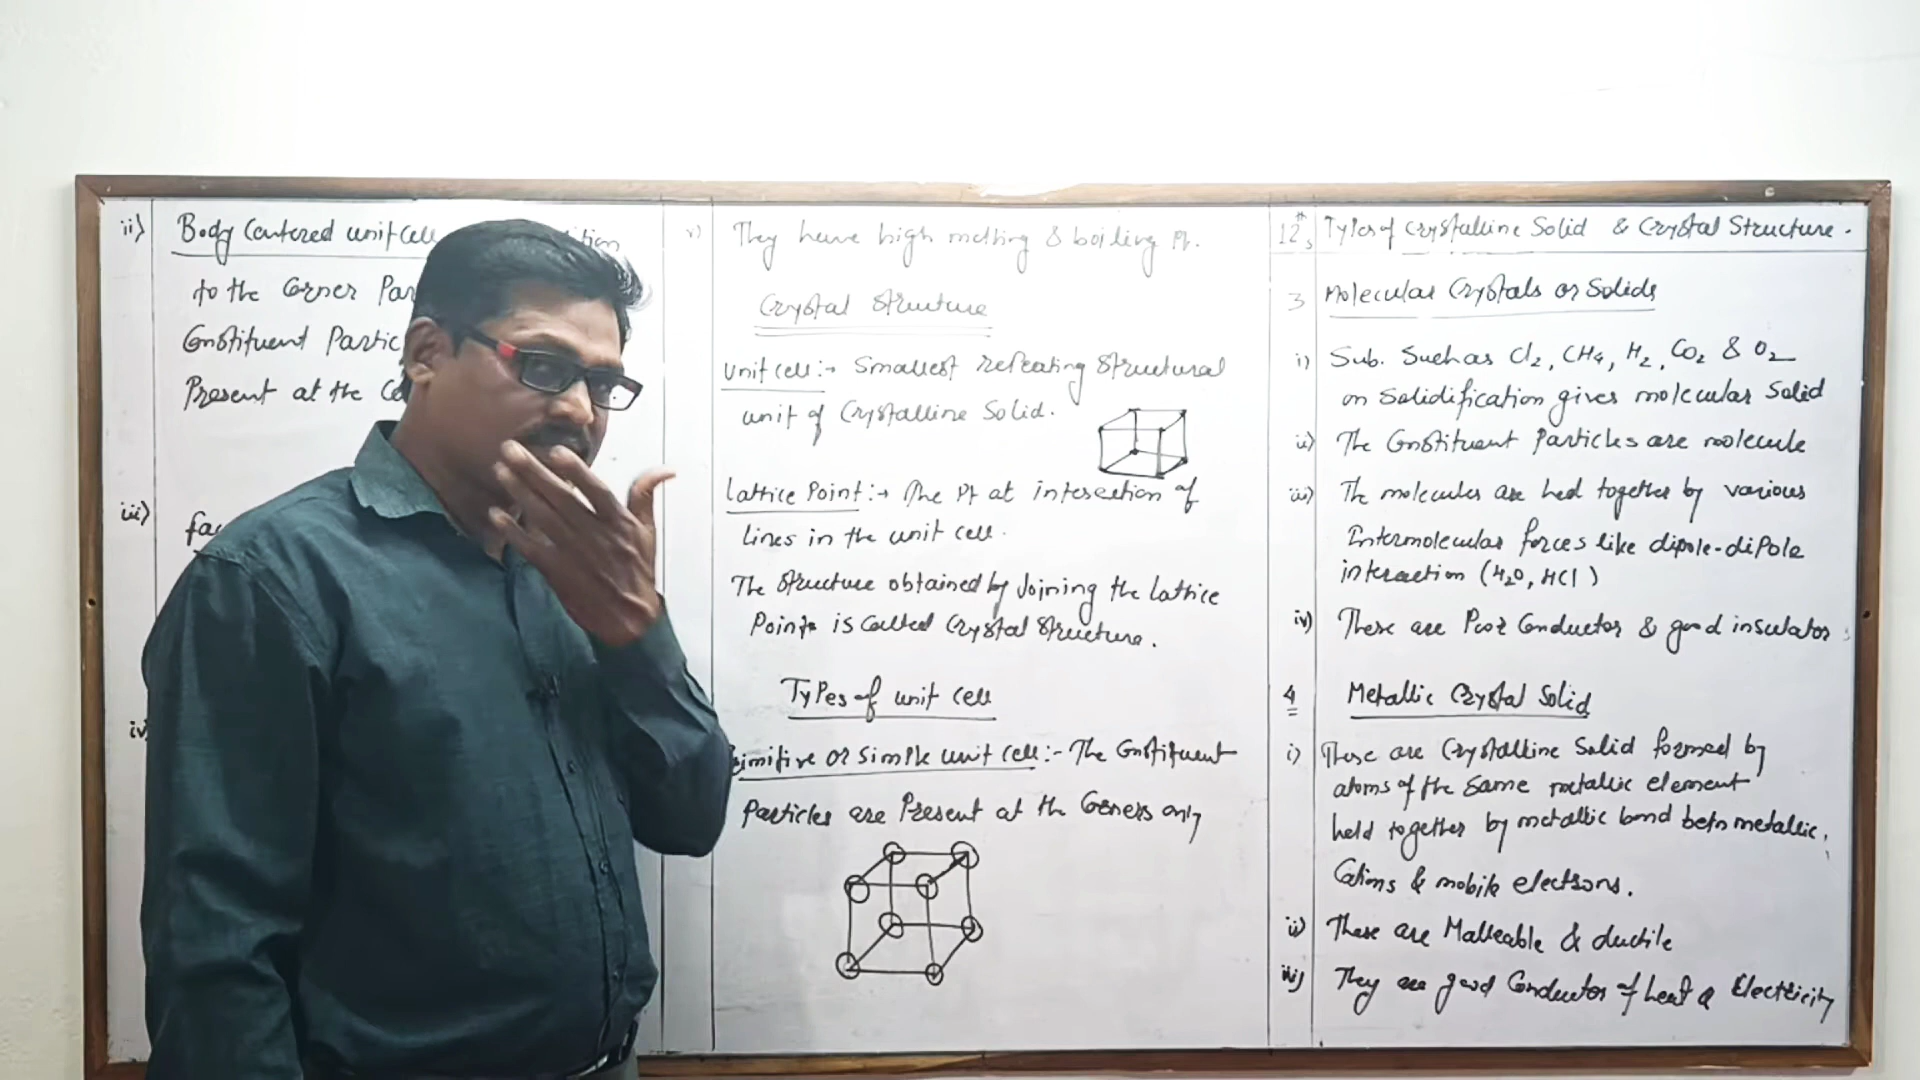 ii) Body Centered unit cell
to the Corner Par
Constituent Partic
Present at the Ce
iii) fac
iv)
v) They have high melting & boiling Pt.
Crystal Structure
Unit cell :→ Smallest repeating Structural
unit of Crystalline Solid.
Lattice Point :→ The Pt at intersection of
lines in the unit cell.
The Structure obtained by Joining the lattice
Points is called Crystal Structure.
Types of unit cell
rimitive or Simple unit cell :- The Constituent
Particles are Present at the Corners only
12th Types of Crystalline Solid & Crystal Structure.
3 Molecular Crystals or Solids
i) Sub. Such as Cl2, CH4, H2, CO2 & O2
on Solidification gives molecular Solid
ii) The Constituent Particles are molecule
iii) The molecules are hed together by various
Intermolecular forces like dipole-diPole
interaction (H2O, HCl)
iv) These are Poor Conductor & good insulator
4 Metallic Crystal Solid
i) These are Crystalline Solid formed by
atoms of the Same metallic element
held together by metallic bond betn metallic
Cations & mobile electrons.
ii) These are Malleable & ductile
iii) They are good Conductor of heat & Electricity